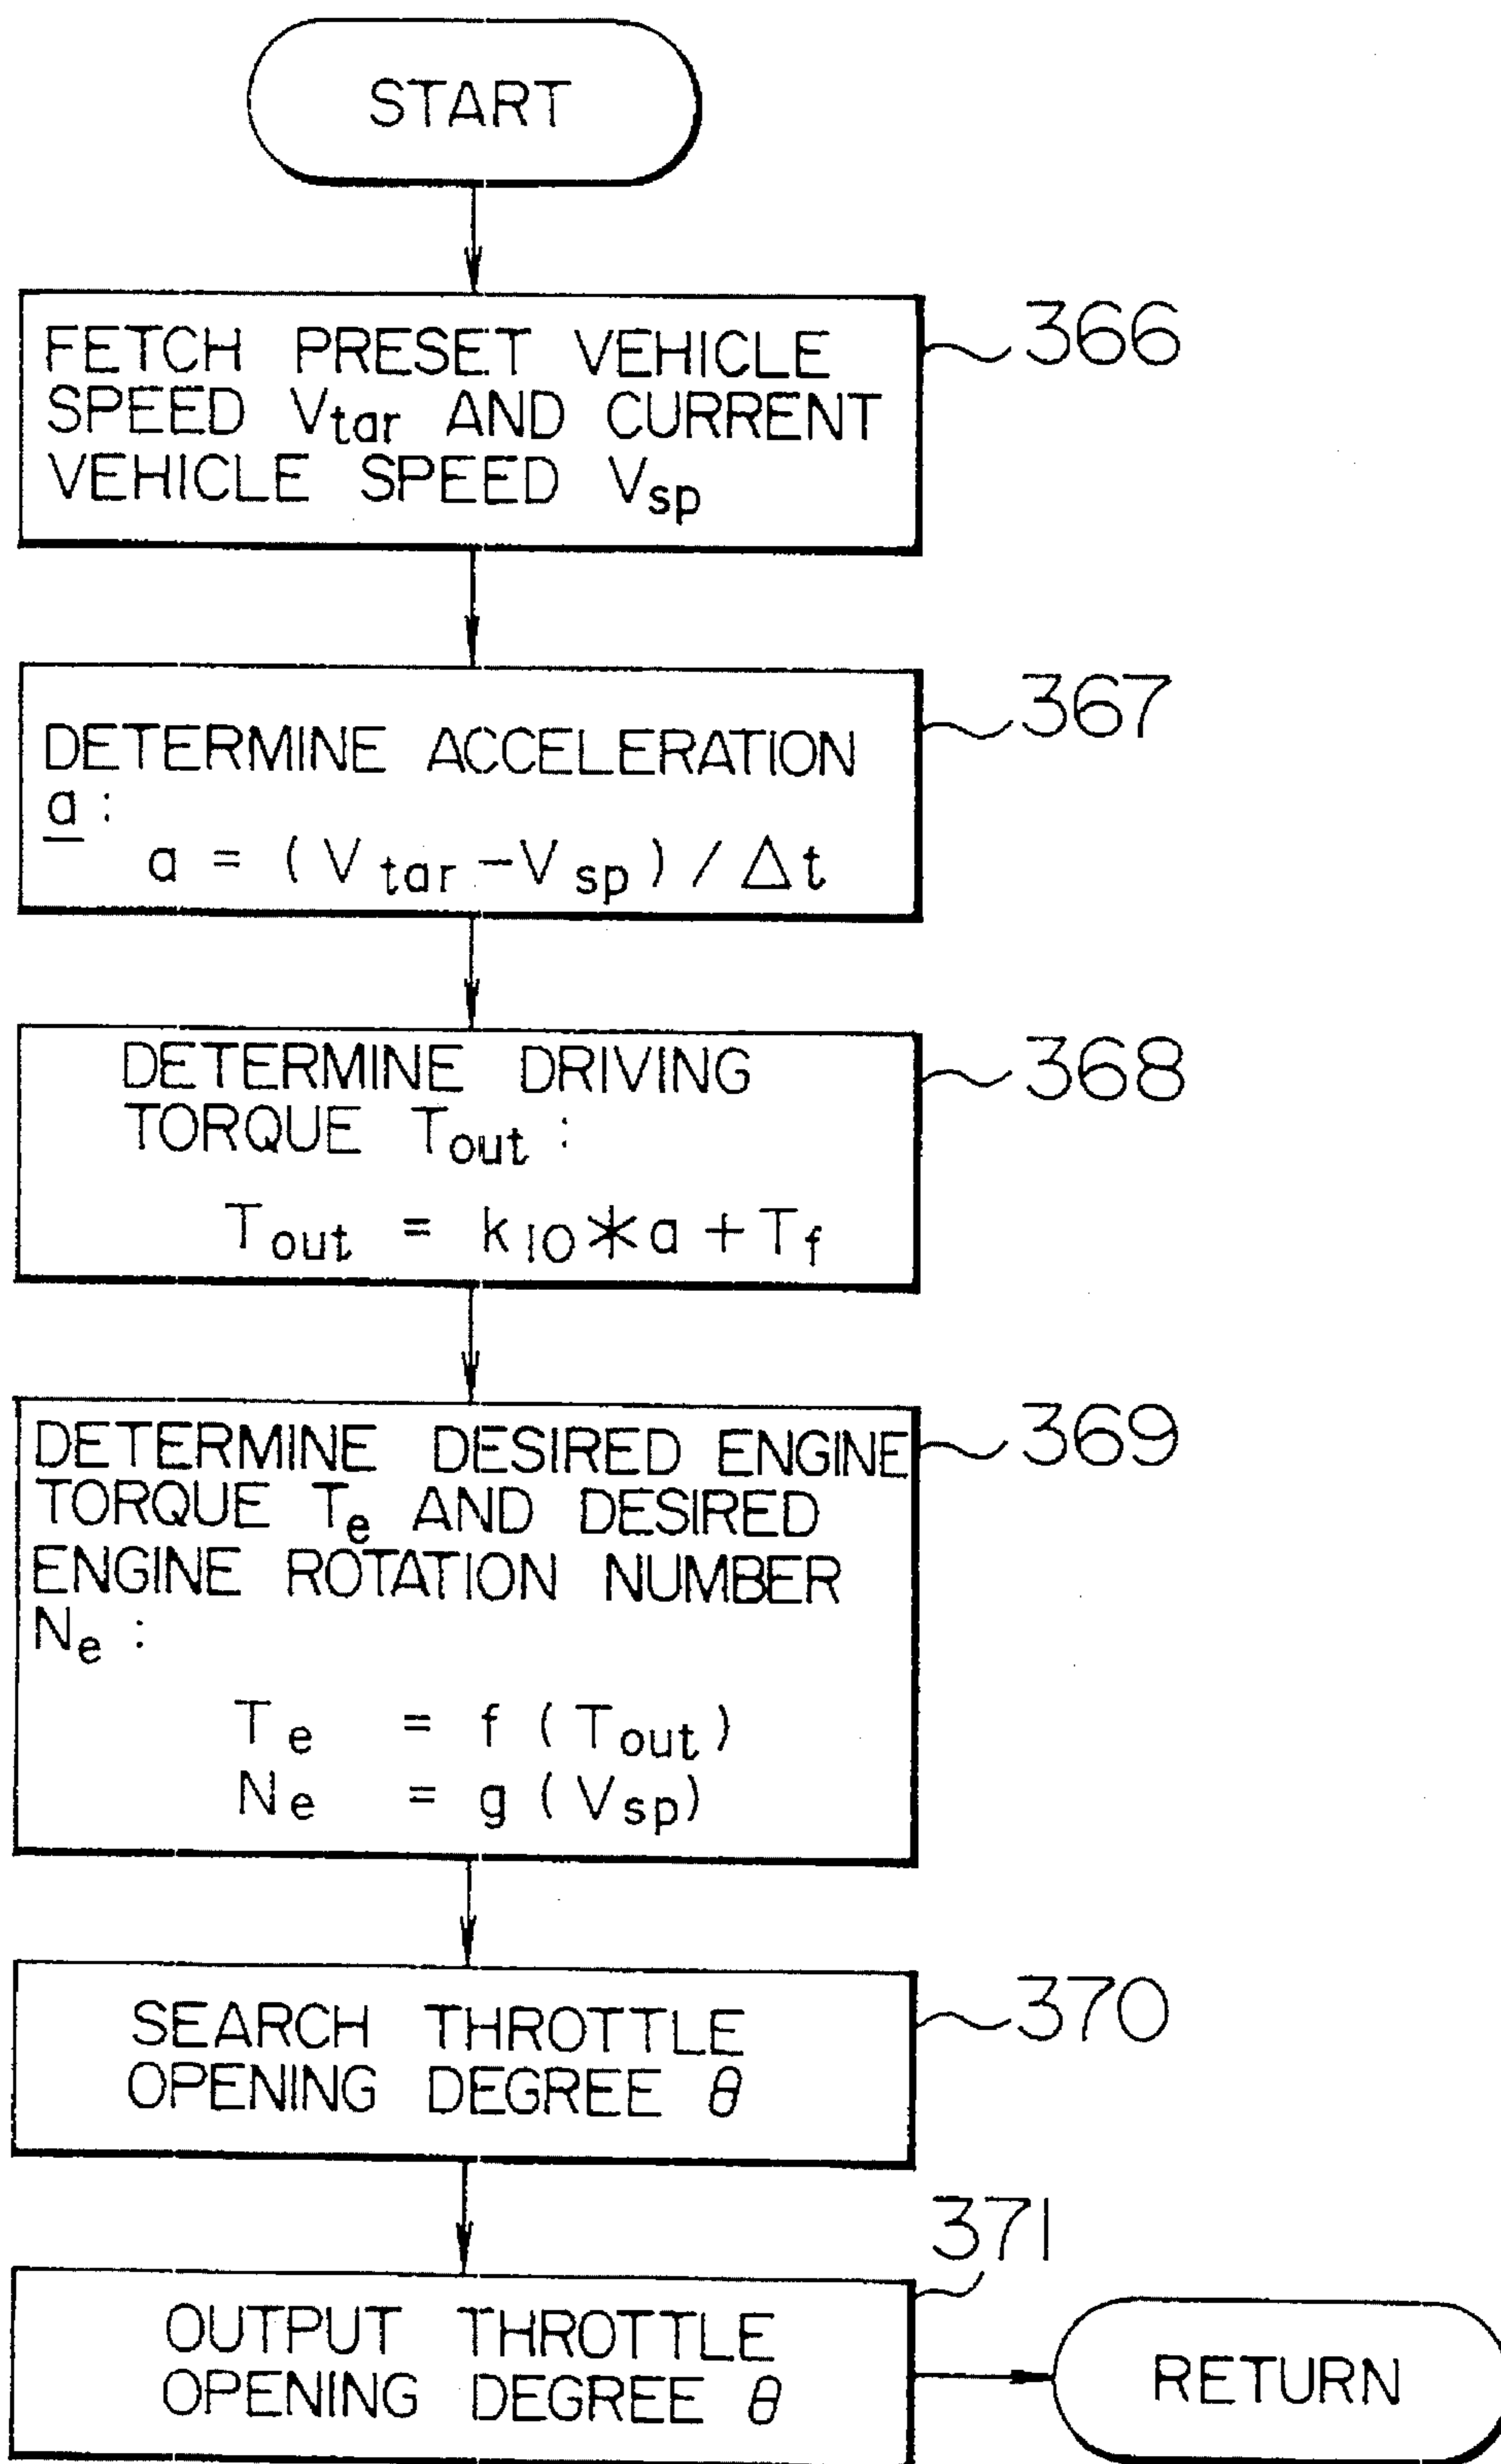 START
FETCH PRESET VEHICLE
SPEED Vtar AND CURRENT
VEHICLE SPEED Vsp
366
DETERMINE ACCELERATION
a :
a = ( Vtar - Vsp ) / Δt
367
DETERMINE DRIVING
TORQUE Tout :
Tout = k10 * a + Tf
368
DETERMINE DESIRED ENGINE
TORQUE Te AND DESIRED
ENGINE ROTATION NUMBER
Ne :
Te = f ( Tout )
Ne = g ( Vsp )
369
SEARCH THROTTLE
OPENING DEGREE θ
370
OUTPUT THROTTLE
OPENING DEGREE θ
371
RETURN